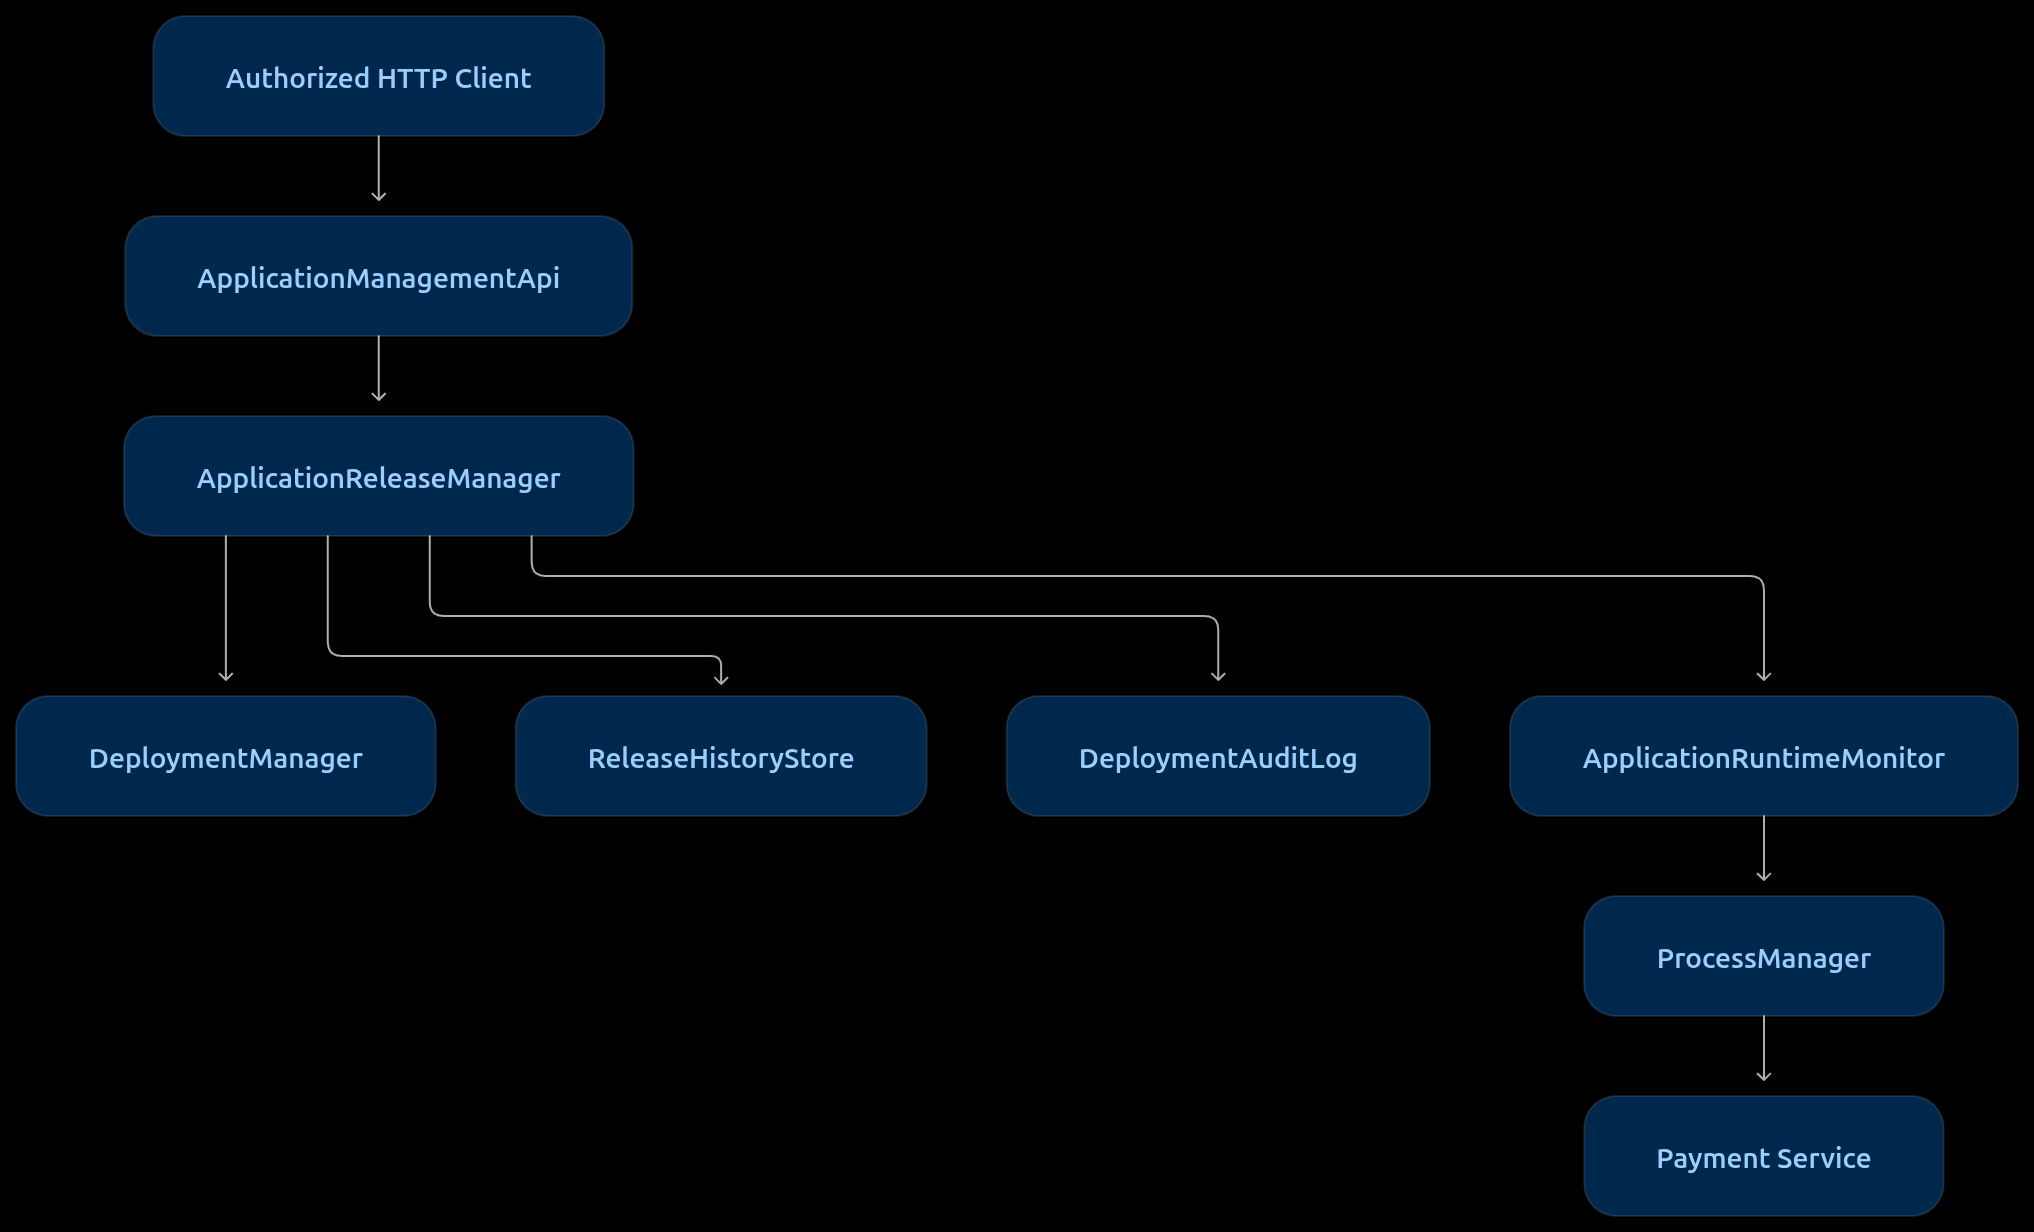 Authorized HTTP Client
ApplicationManagementApi
ApplicationReleaseManager
DeploymentManager
ReleaseHistoryStore
DeploymentAuditLog
ApplicationRuntimeMonitor
ProcessManager
Payment Service